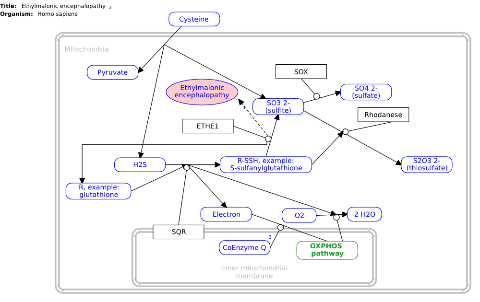 Title: Ethylmalonic encephalopathy
Organism: Homo sapiens
Cysteine
Mitochondria
Pyruvate
Ethylmalonic
encephalopathy
SOX
SO4 2-
(sulfate)
SO3 2-
(sulfite)
Rhodanese
ETHE1
H2S
R-SSH, example:
S-sulfanylglutathione
S2O3 2-
(thiosulfate)
R, example:
glutathione
Electron
O2
2 H2O
SQR
CoEnzyme Q
OXPHOS
pathway
Inner mitochondrial
membrane